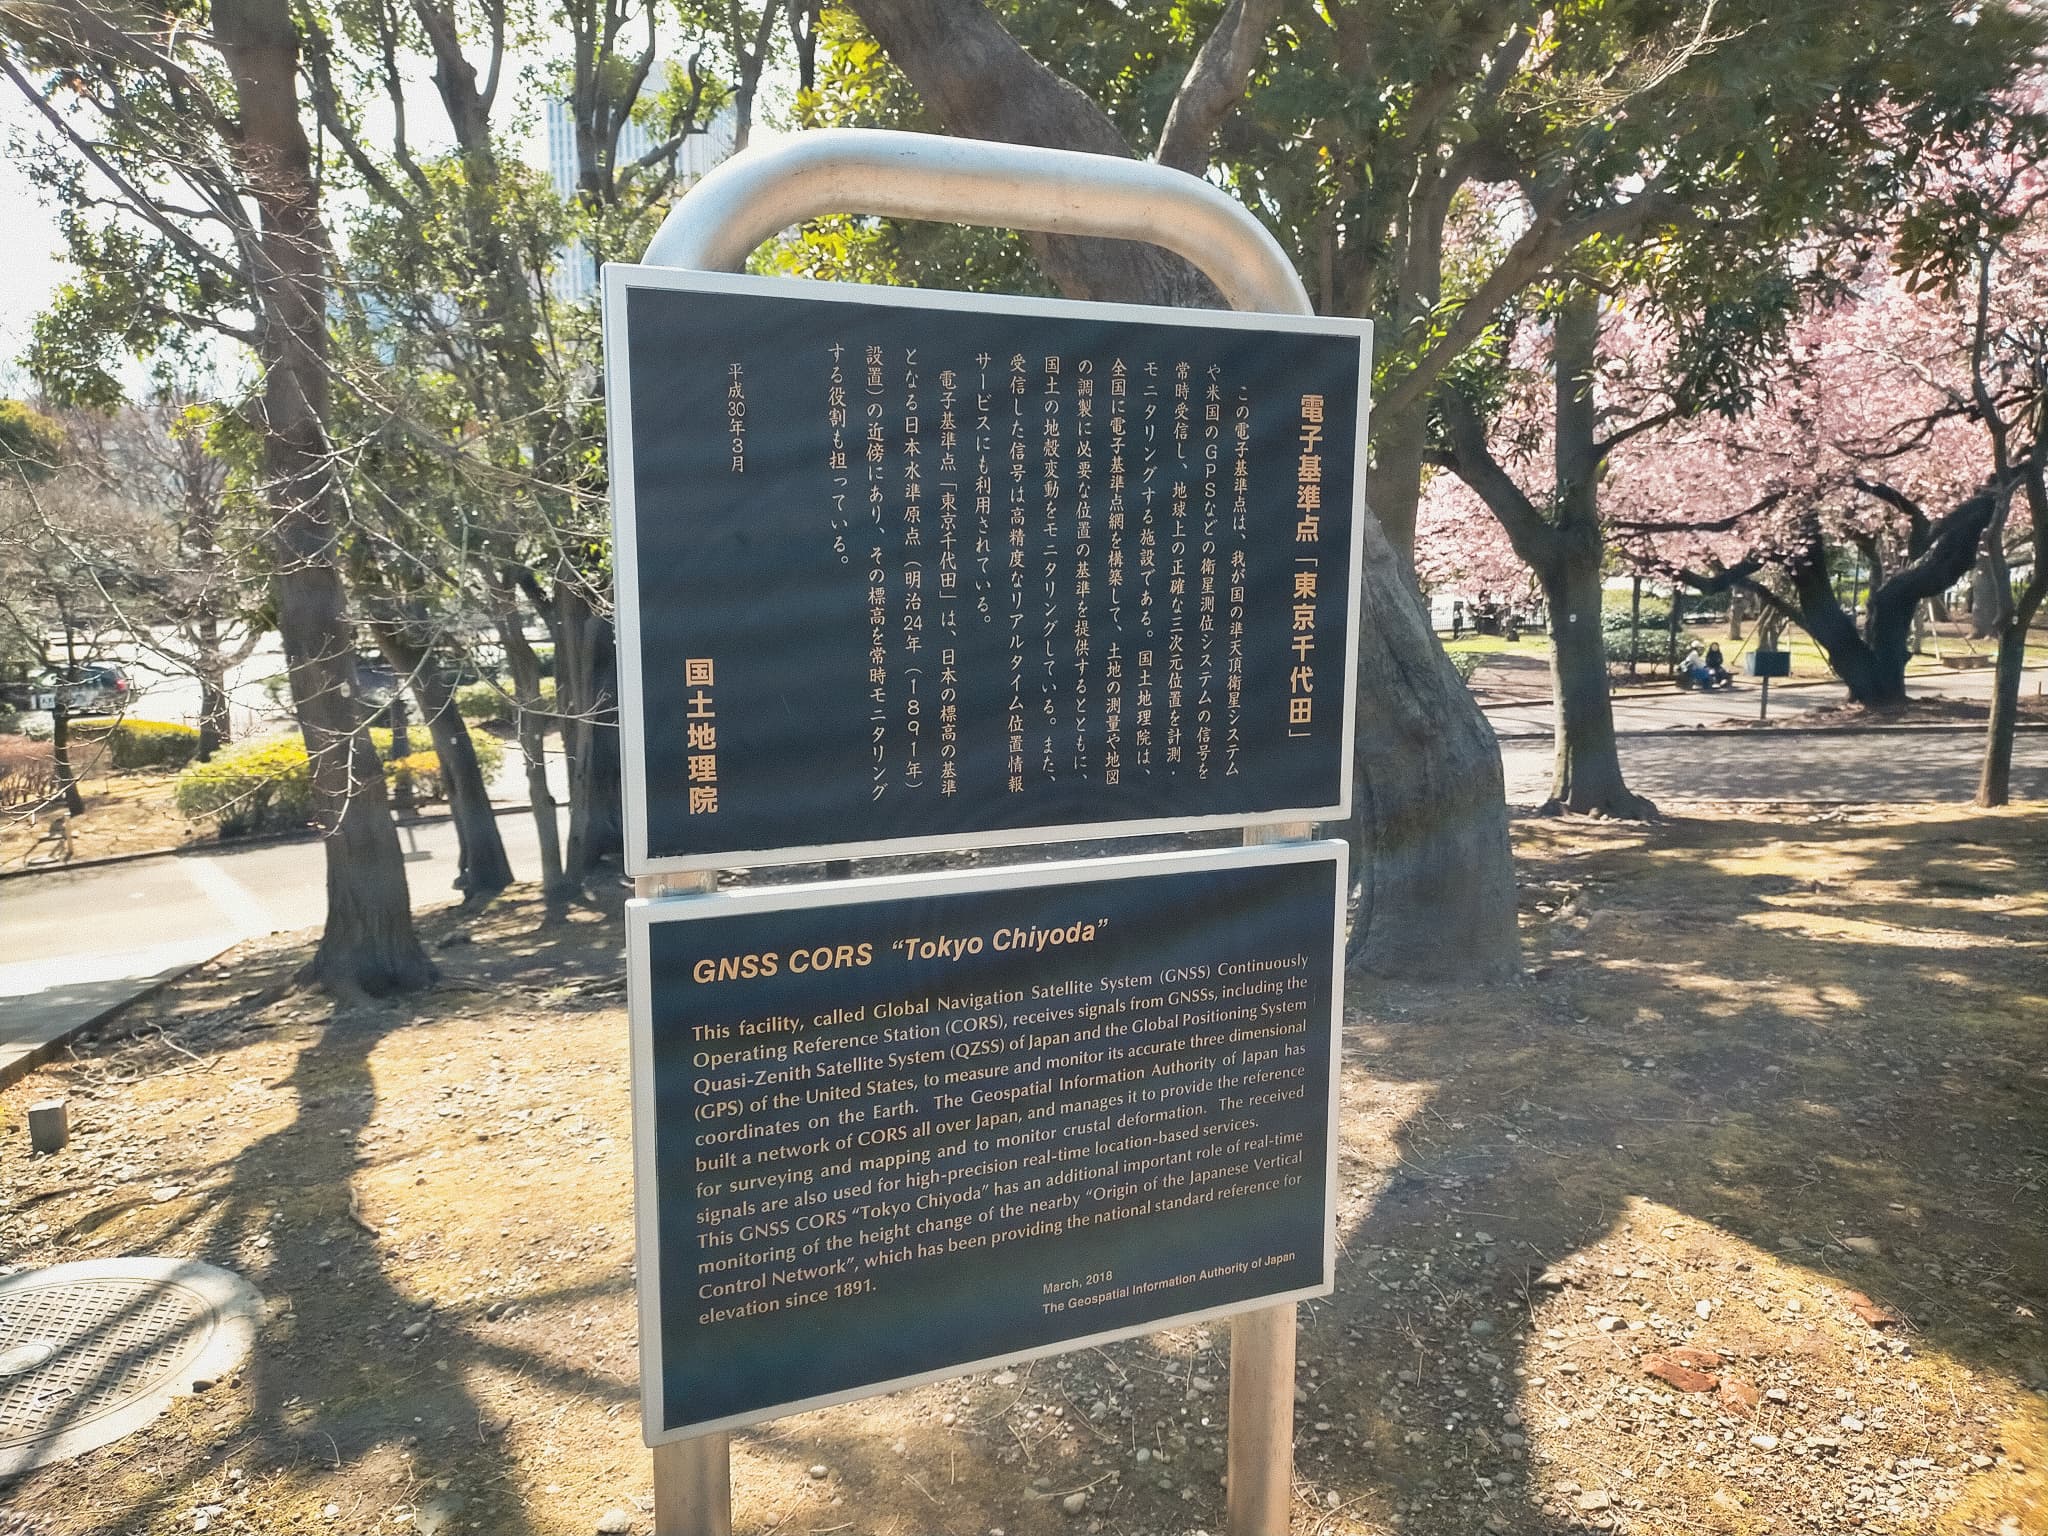 電子基準点「東京千代田」
この電子基準点は、我が国の準天頂衛星システム
や米国のGPSなどの衛星測位システムの信号を
常時受信し、地球上の正確な三次元位置を計測・
モニタリングする施設である。国土地理院は、
全国に電子基準点網を構築して、土地の測量や地図
の調製に必要な位置の基準を提供するとともに、
国土の地殻変動をモニタリングしている。また、
受信した信号は高精度なリアルタイム位置情報
サービスにも利用されている。
電子基準点「東京千代田」は、日本の標高の基準
となる日本水準原点（明治24年（1891年）
設置）の近傍にあり、その標高を常時モニタリング
する役割も担っている。
平成30年3月
国土地理院
GNSS CORS “Tokyo Chiyoda”
This facility, called Global Navigation Satellite System (GNSS) Continuously
Operating Reference Station (CORS), receives signals from GNSSs, including the
Quasi-Zenith Satellite System (QZSS) of Japan and the Global Positioning System
(GPS) of the United States, to measure and monitor its accurate three dimensional
coordinates on the Earth. The Geospatial Information Authority of Japan has
built a network of CORS all over Japan, and manages it to provide the reference
for surveying and mapping and to monitor crustal deformation. The received
signals are also used for high-precision real-time location-based services.
This GNSS CORS “Tokyo Chiyoda” has an additional important role of real-time
monitoring of the height change of the nearby “Origin of the Japanese Vertical
Control Network”, which has been providing the national standard reference for
elevation since 1891.
March, 2018
The Geospatial Information Authority of Japan